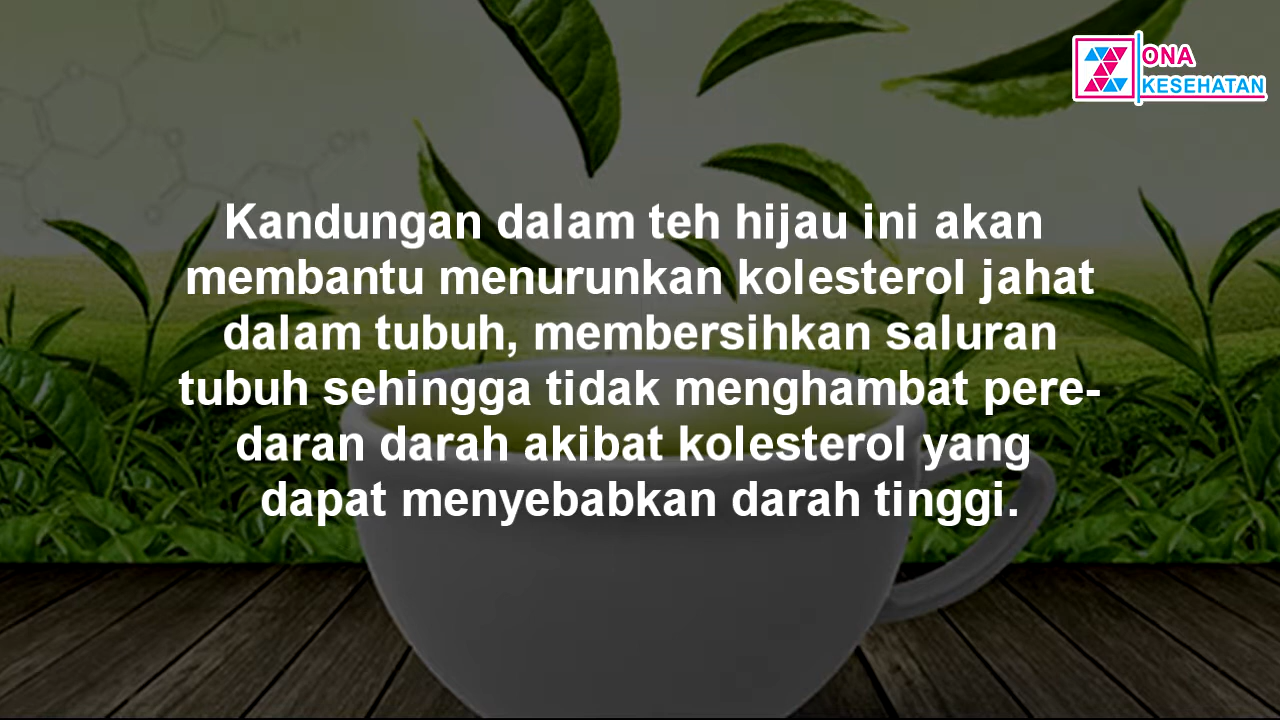 ONA
KESEHATAN
Kandungan dalam teh hijau ini akan
membantu menurunkan kolesterol jahat
dalam tubuh, membersihkan saluran
tubuh sehingga tidak menghambat pere-
daran darah akibat kolesterol yang
dapat menyebabkan darah tinggi.